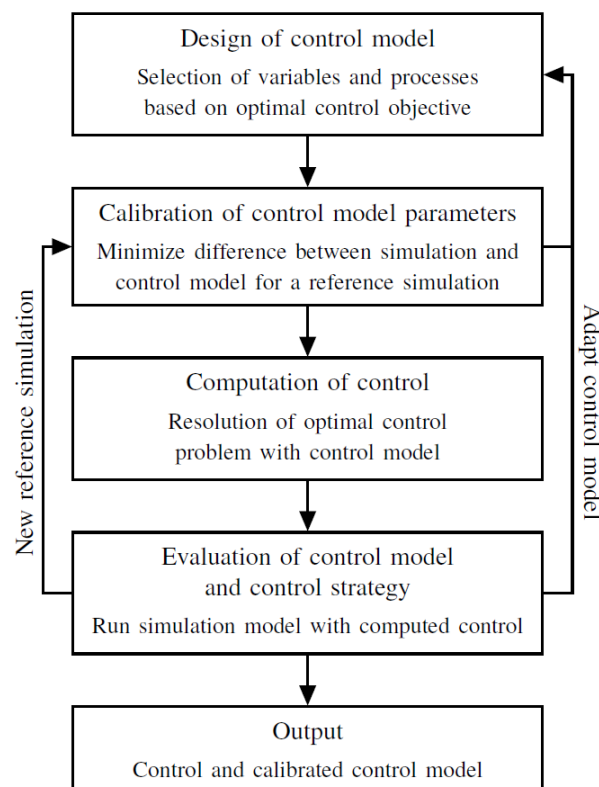 Design of control model
Selection of variables and processes
based on optimal control objective
Calibration of control model parameters
Minimize difference between simulation and
control model for a reference simulation
Computation of control
Resolution of optimal control
problem with control model
Evaluation of control model
and control strategy
Run simulation model with computed control
Output
Control and calibrated control model
New reference simulation
Adapt control model